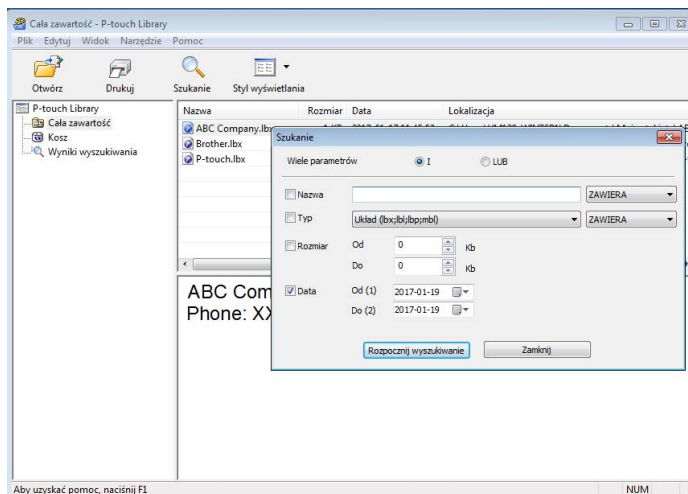 Cała zawartość - P-touch Library
Plik Edytuj Widok Narzędzie Pomoc
Otwórz Drukuj Szukanie Styl wyświetlania
P-touch Library
Cała zawartość
Kosz
Wyniki wyszukiwania
Nazwa Rozmiar Data Lokalizacja
ABC Company.lbx
Brother.lbx
P-touch.lbx
ABC Com
Phone: XX
Szukanie
Wiele parametrów I LUB
Nazwa ZAWIERA
Typ Układ (lbx;lbl;lbp;mbl) ZAWIERA
Rozmiar Od 0 Kb
Do 0 Kb
Data Od (1) 2017-01-19
Do (2) 2017-01-19
Rozpocznij wyszukiwanie Zamknij
Aby uzyskać pomoc, naciśnij F1 NUM